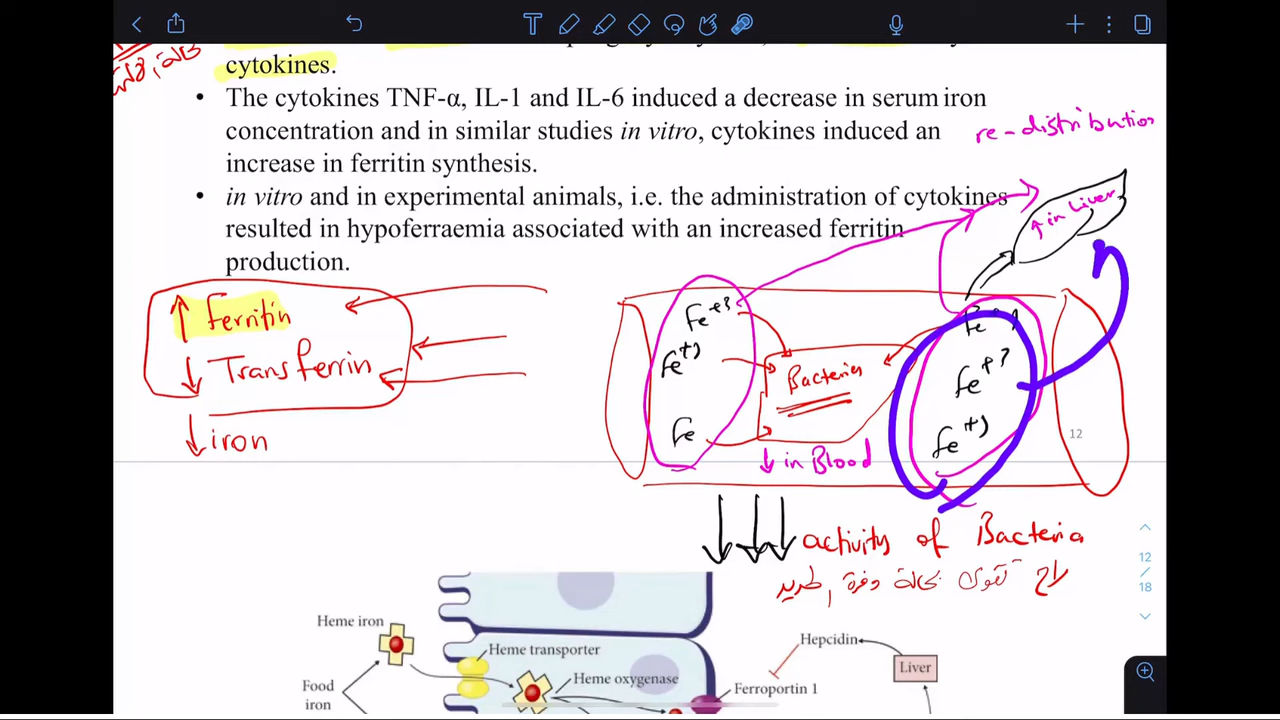 cytokines.
• The cytokines TNF-α, IL-1 and IL-6 induced a decrease in serum iron
concentration and in similar studies in vitro, cytokines induced an
increase in ferritin synthesis.
• in vitro and in experimental animals, i.e. the administration of cytokines
resulted in hypoferraemia associated with an increased ferritin
production.
re-distribution
↑ in Liver
↑ ferritin
↓ Transferrin
↓ iron
Fe+3
Fe+3
Fe
Bacteria
Fe+3
Fe+3
12
↓ in Blood
↓↓↓ activity of Bacteria
راح
12
/
18
Heme iron
Heme transporter
Hepcidin
Heme oxygenase
Liver
Food
iron
Ferroportin 1